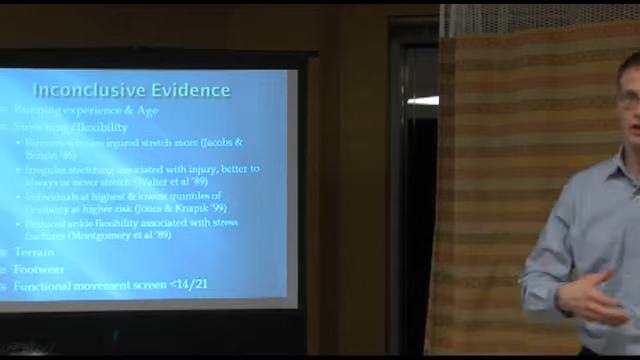 Inconclusive Evidence
Running experience & Age
Stretching/flexibility
Runners who are injured stretch more (Jacobs &
Berson '86)
Irregular stretching associated with injury, better to
always or never stretch (Walter et al '89)
Individuals at highest & lowest quintiles of
flexibility at higher risk (Jones & Knapik '99)
Reduced ankle flexibility associated with stress
fractures (Montgomery et al '89)
Terrain
Footwear
Functional movement screen <14/21